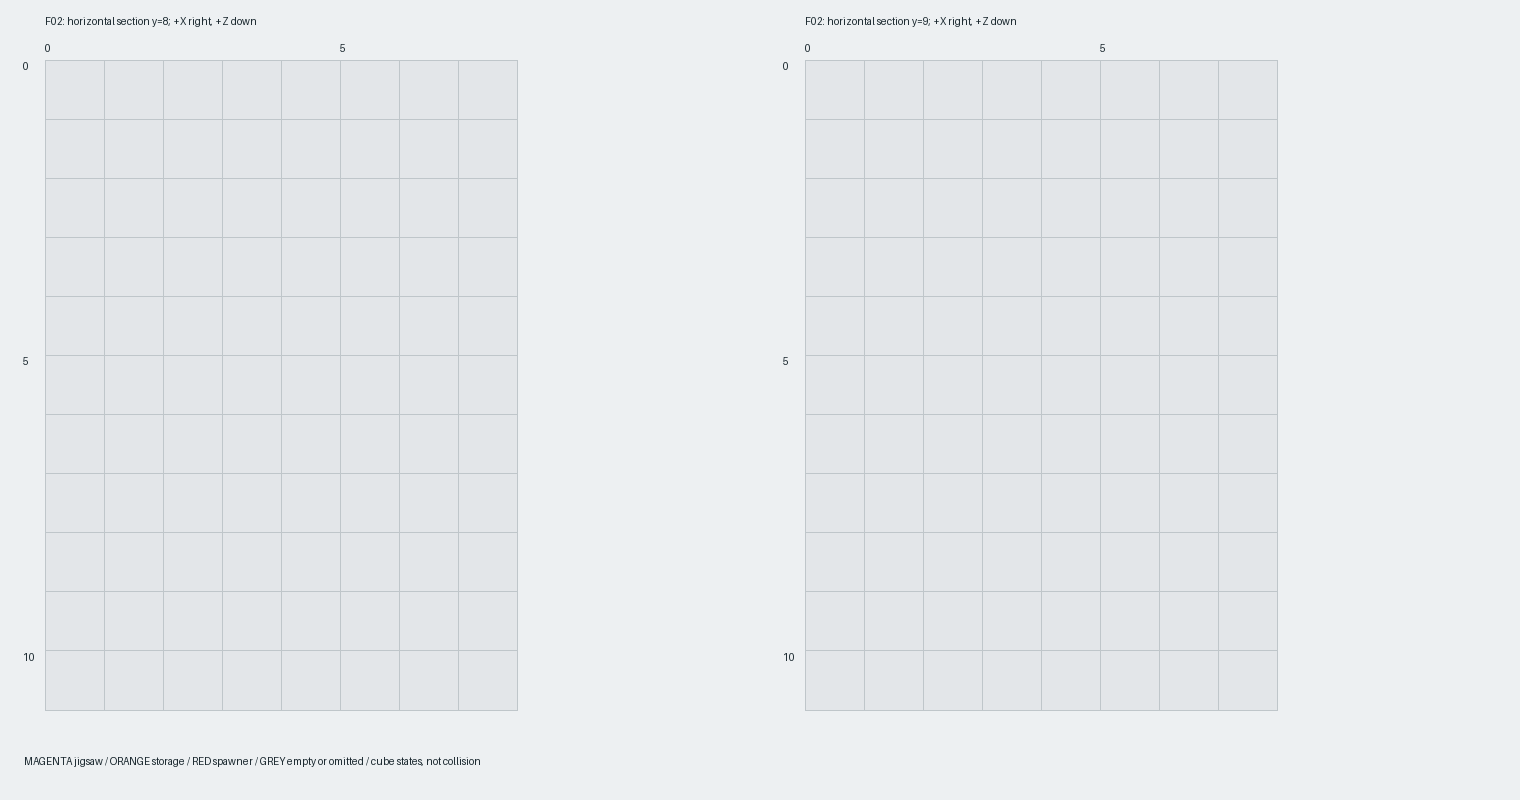 F02: horizontal section y=8; +X right, +Z down
0 5
0
5
10
F02: horizontal section y=9; +X right, +Z down
0 5
0
5
10
MAGENTA jigsaw / ORANGE storage / RED spawner / GREY empty or omitted / cube states, not collision